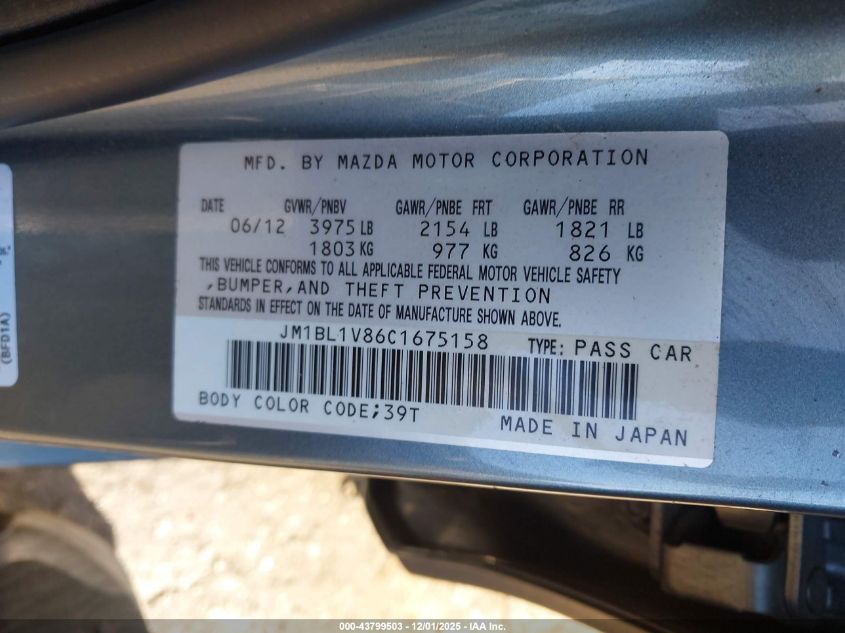 MFD. BY MAZDA MOTOR CORPORATION
DATE GVWR/PNBV GAWR/PNBE FRT GAWR/PNBE RR
06/12 3975 LB 2154 LB 1821 LB
1803 KG 977 KG 826 KG
THIS VEHICLE CONFORMS TO ALL APPLICABLE FEDERAL MOTOR VEHICLE SAFETY
,BUMPER,AND THEFT PREVENTION
STANDARDS IN EFFECT ON THE DATE OF MANUFACTURE SHOWN ABOVE.
JM1BL1V86C1675158 TYPE: PASS CAR
BODY COLOR CODE;39T
MADE IN JAPAN
(BFD1A)
000-43799503 - 12/01/2025 - IAA Inc.